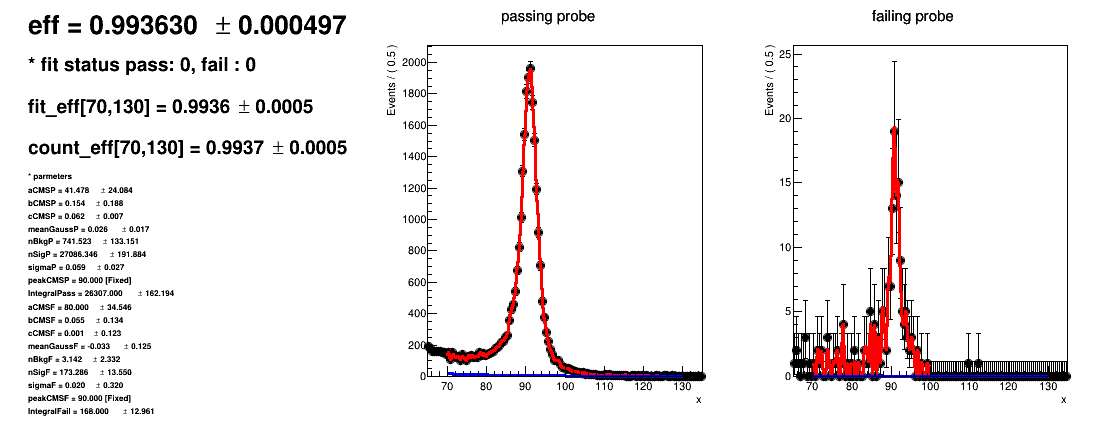 eff = 0.993630 ± 0.000497
* fit status pass: 0, fail : 0
fit_eff[70,130] = 0.9936 ± 0.0005
count_eff[70,130] = 0.9937 ± 0.0005
* parmeters
aCMSP = 41.478 ± 24.084
bCMSP = 0.154 ± 0.188
cCMSP = 0.062 ± 0.007
meanGaussP = 0.026 ± 0.017
nBkgP = 741.523 ± 133.151
nSigP = 27086.346 ± 191.884
sigmaP = 0.059 ± 0.027
peakCMSP = 90.000 [Fixed]
IntegralPass = 26307.000 ± 162.194
aCMSF = 80.000 ± 34.546
bCMSF = 0.055 ± 0.134
cCMSF = 0.001 ± 0.123
meanGaussF = -0.033 ± 0.125
nBkgF = 3.142 ± 2.332
nSigF = 173.286 ± 13.550
sigmaF = 0.020 ± 0.320
peakCMSF = 90.000 [Fixed]
IntegralFail = 168.000 ± 12.961
passing probe
Events / ( 0.5 )
2000
1800
1600
1400
1200
1000
800
600
400
200
0
70 80 90 100 110 120 130
x
failing probe
Events / ( 0.5 )
25
20
15
10
5
0
70 80 90 100 110 120 130
x